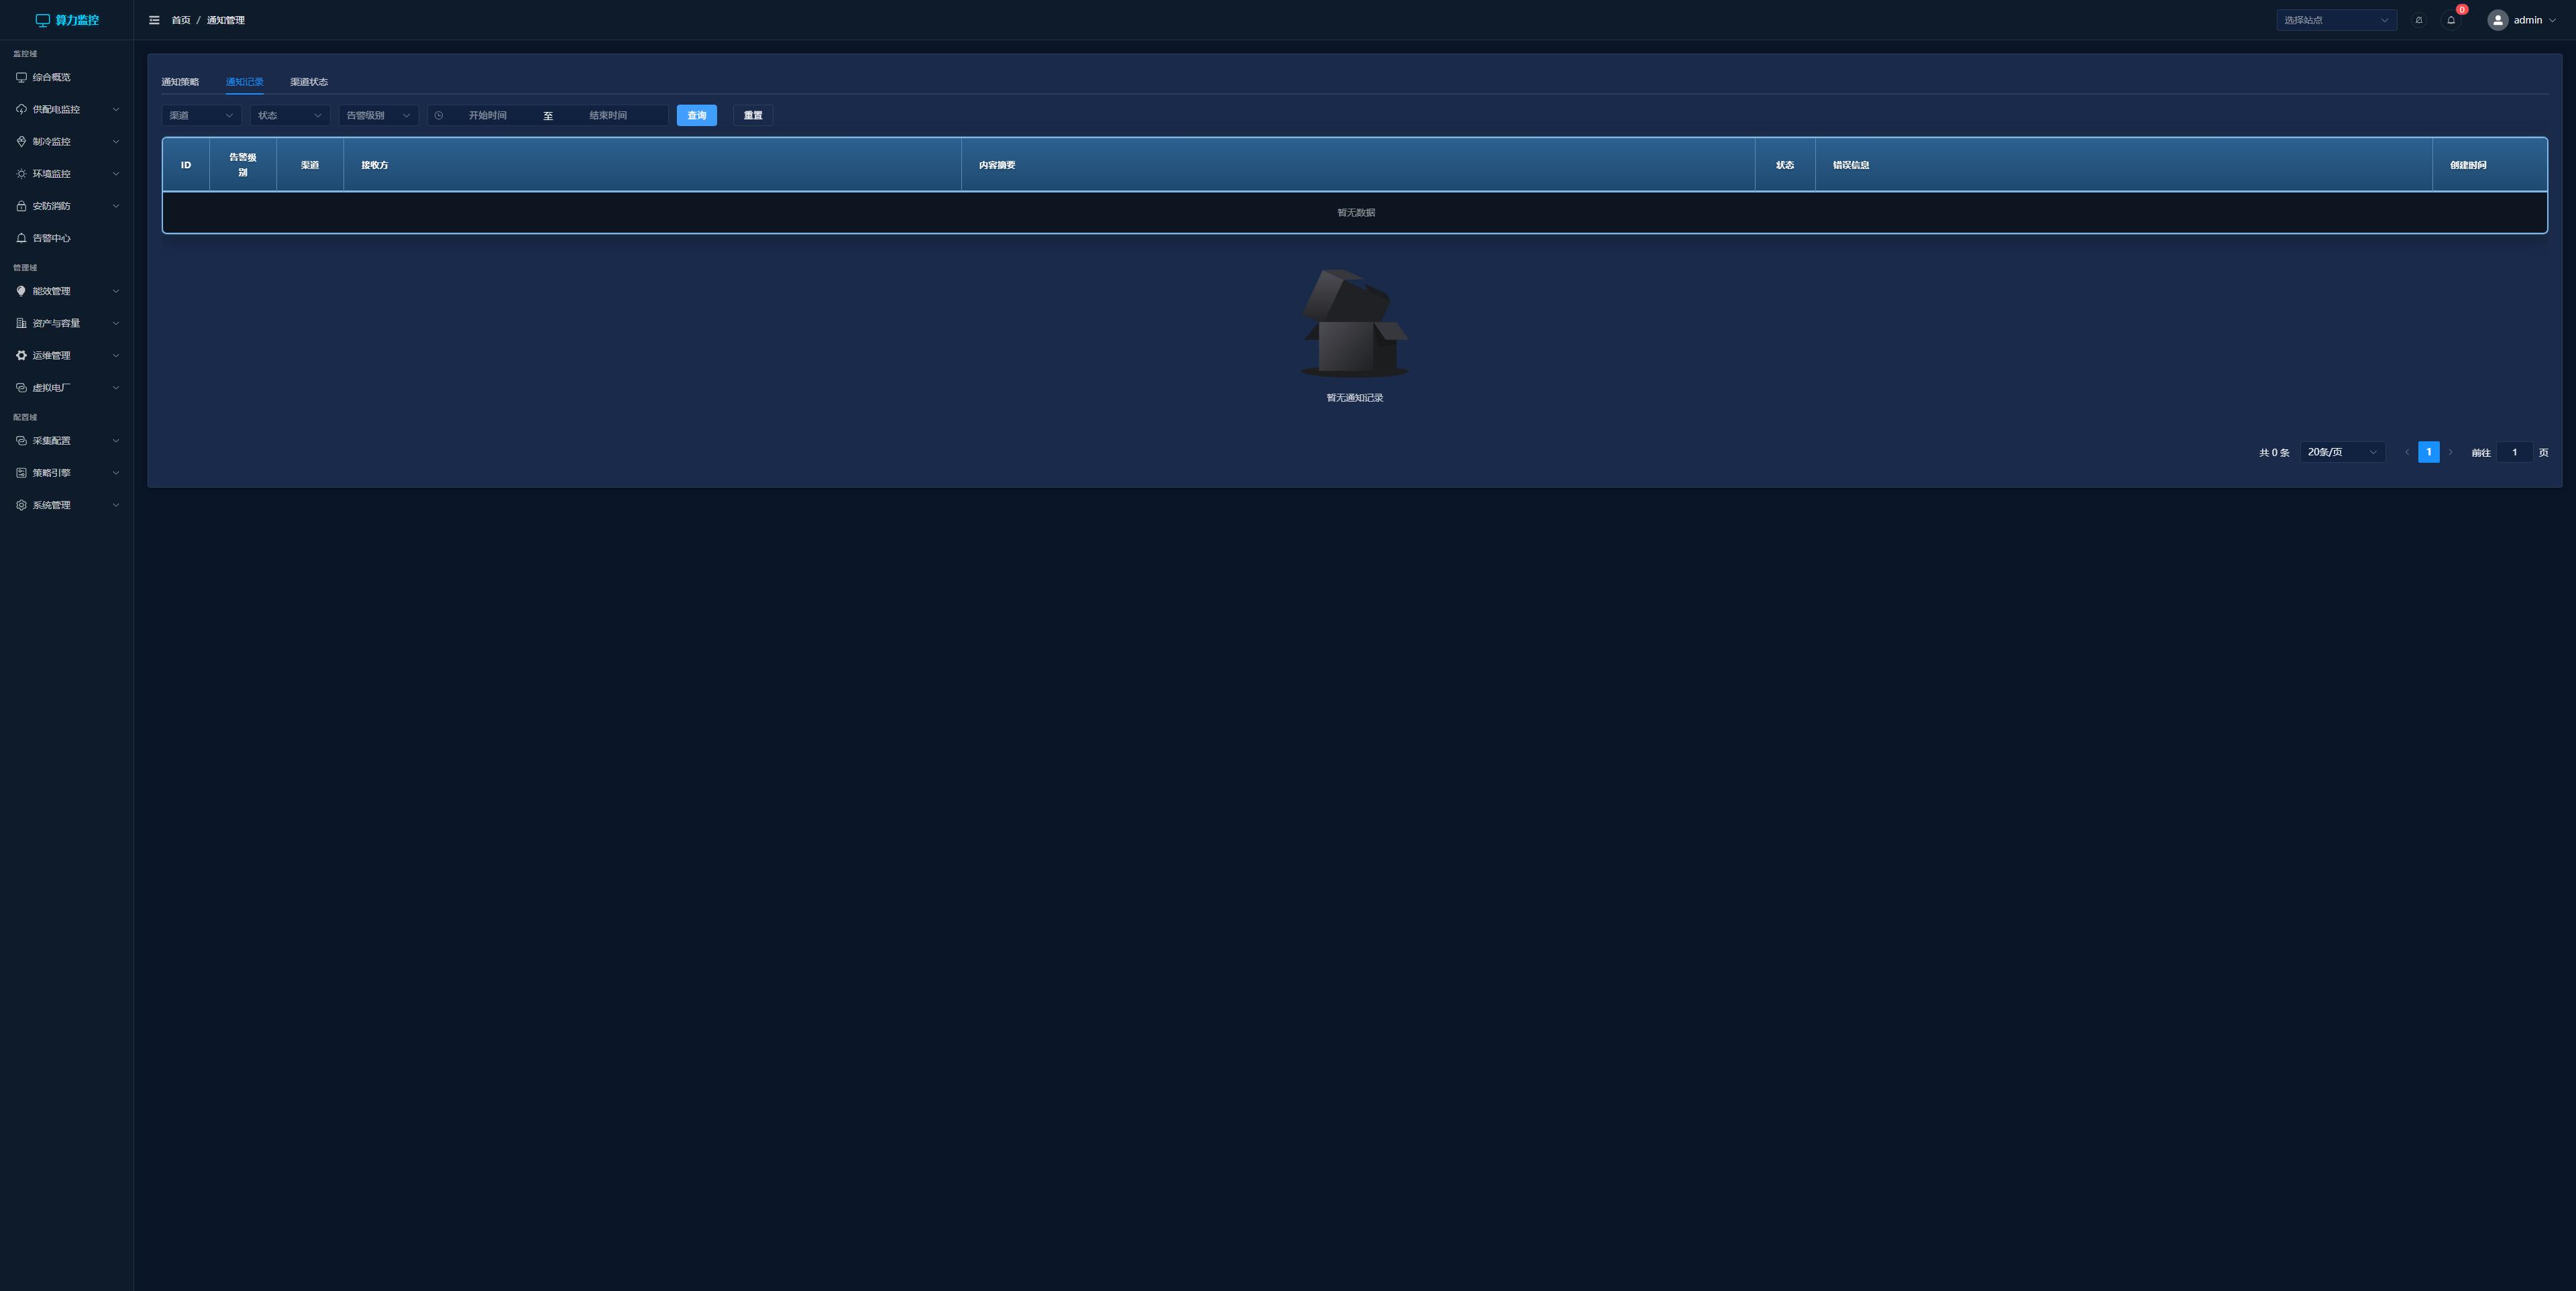 算力监控
首页 / 通知管理
选择站点
0
admin
监控域
综合概览
供配电监控
制冷监控
环境监控
安防消防
告警中心
管理域
能效管理
资产与容量
运维管理
虚拟电厂
配置域
采集配置
策略引擎
系统管理
通知策略 通知记录 渠道状态
渠道 状态 告警级别 开始时间 至 结束时间 查询 重置
ID 告警级别 渠道 接收方 内容摘要 状态 错误信息 创建时间
暂无数据
暂无通知记录
共 0 条 20条/页 1 前往 1 页